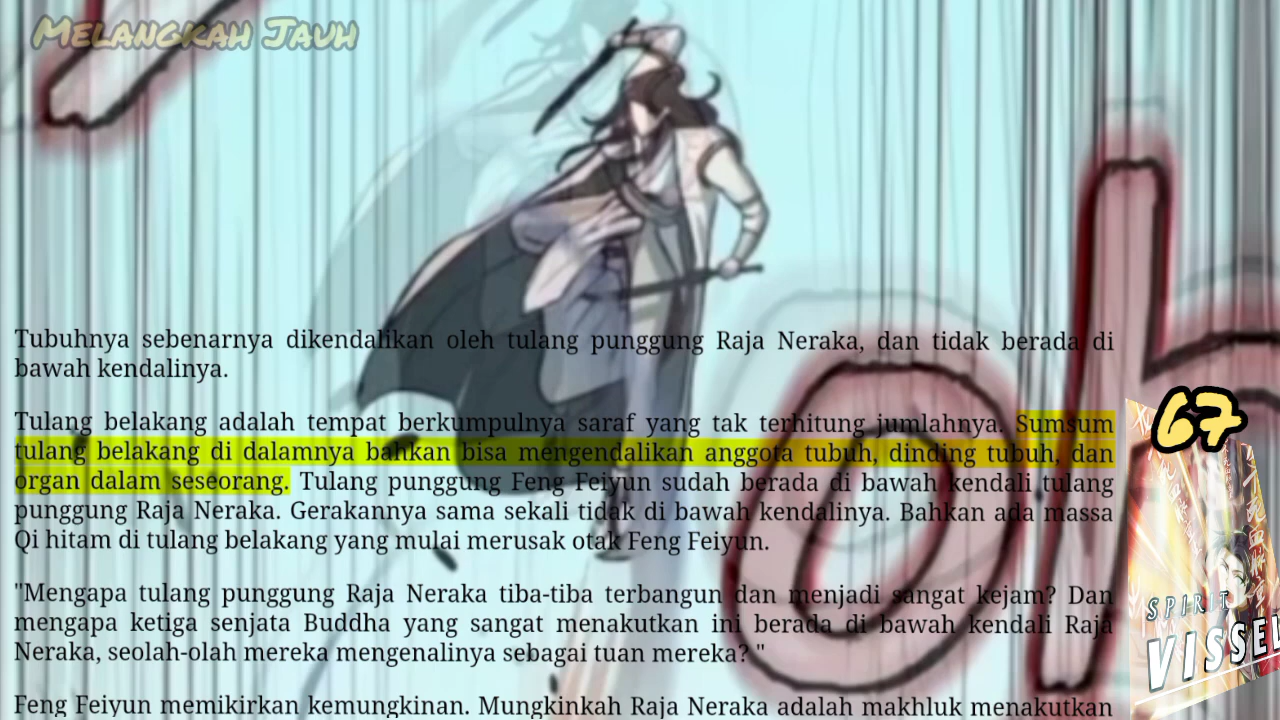 Melangkah Jauh
Tubuhnya sebenarnya dikendalikan oleh tulang punggung Raja Neraka, dan tidak berada di
bawah kendalinya.
Tulang belakang adalah tempat berkumpulnya saraf yang tak terhitung jumlahnya. Sumsum
tulang belakang di dalamnya bahkan bisa mengendalikan anggota tubuh, dinding tubuh, dan
organ dalam seseorang. Tulang punggung Feng Feiyun sudah berada di bawah kendali tulang
punggung Raja Neraka. Gerakannya sama sekali tidak di bawah kendalinya. Bahkan ada massa
Qi hitam di tulang belakang yang mulai merusak otak Feng Feiyun.
"Mengapa tulang punggung Raja Neraka tiba-tiba terbangun dan menjadi sangat kejam? Dan
mengapa ketiga senjata Buddha yang sangat menakutkan ini berada di bawah kendali Raja
Neraka, seolah-olah mereka mengenalinya sebagai tuan mereka? "
Feng Feiyun memikirkan kemungkinan. Mungkinkah Raja Neraka adalah makhluk menakutkan
67
SPIRIT
VISSEL